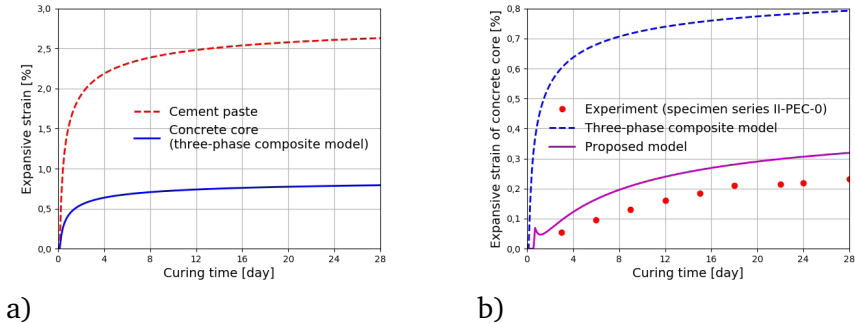 3,0
2,5
2,0
1,5
1,0
0,5
0,0
Expansive strain [%]
Cement paste
Concrete core
(three-phase composite model)
0 4 8 12 16 20 24 28
Curing time [day]
a)
0,8
0,7
0,6
0,5
0,4
0,3
0,2
0,1
0,0
Expansive strain of concrete core [%]
Experiment (specimen series II-PEC-0)
Three-phase composite model
Proposed model
0 4 8 12 16 20 24 28
Curing time [day]
b)